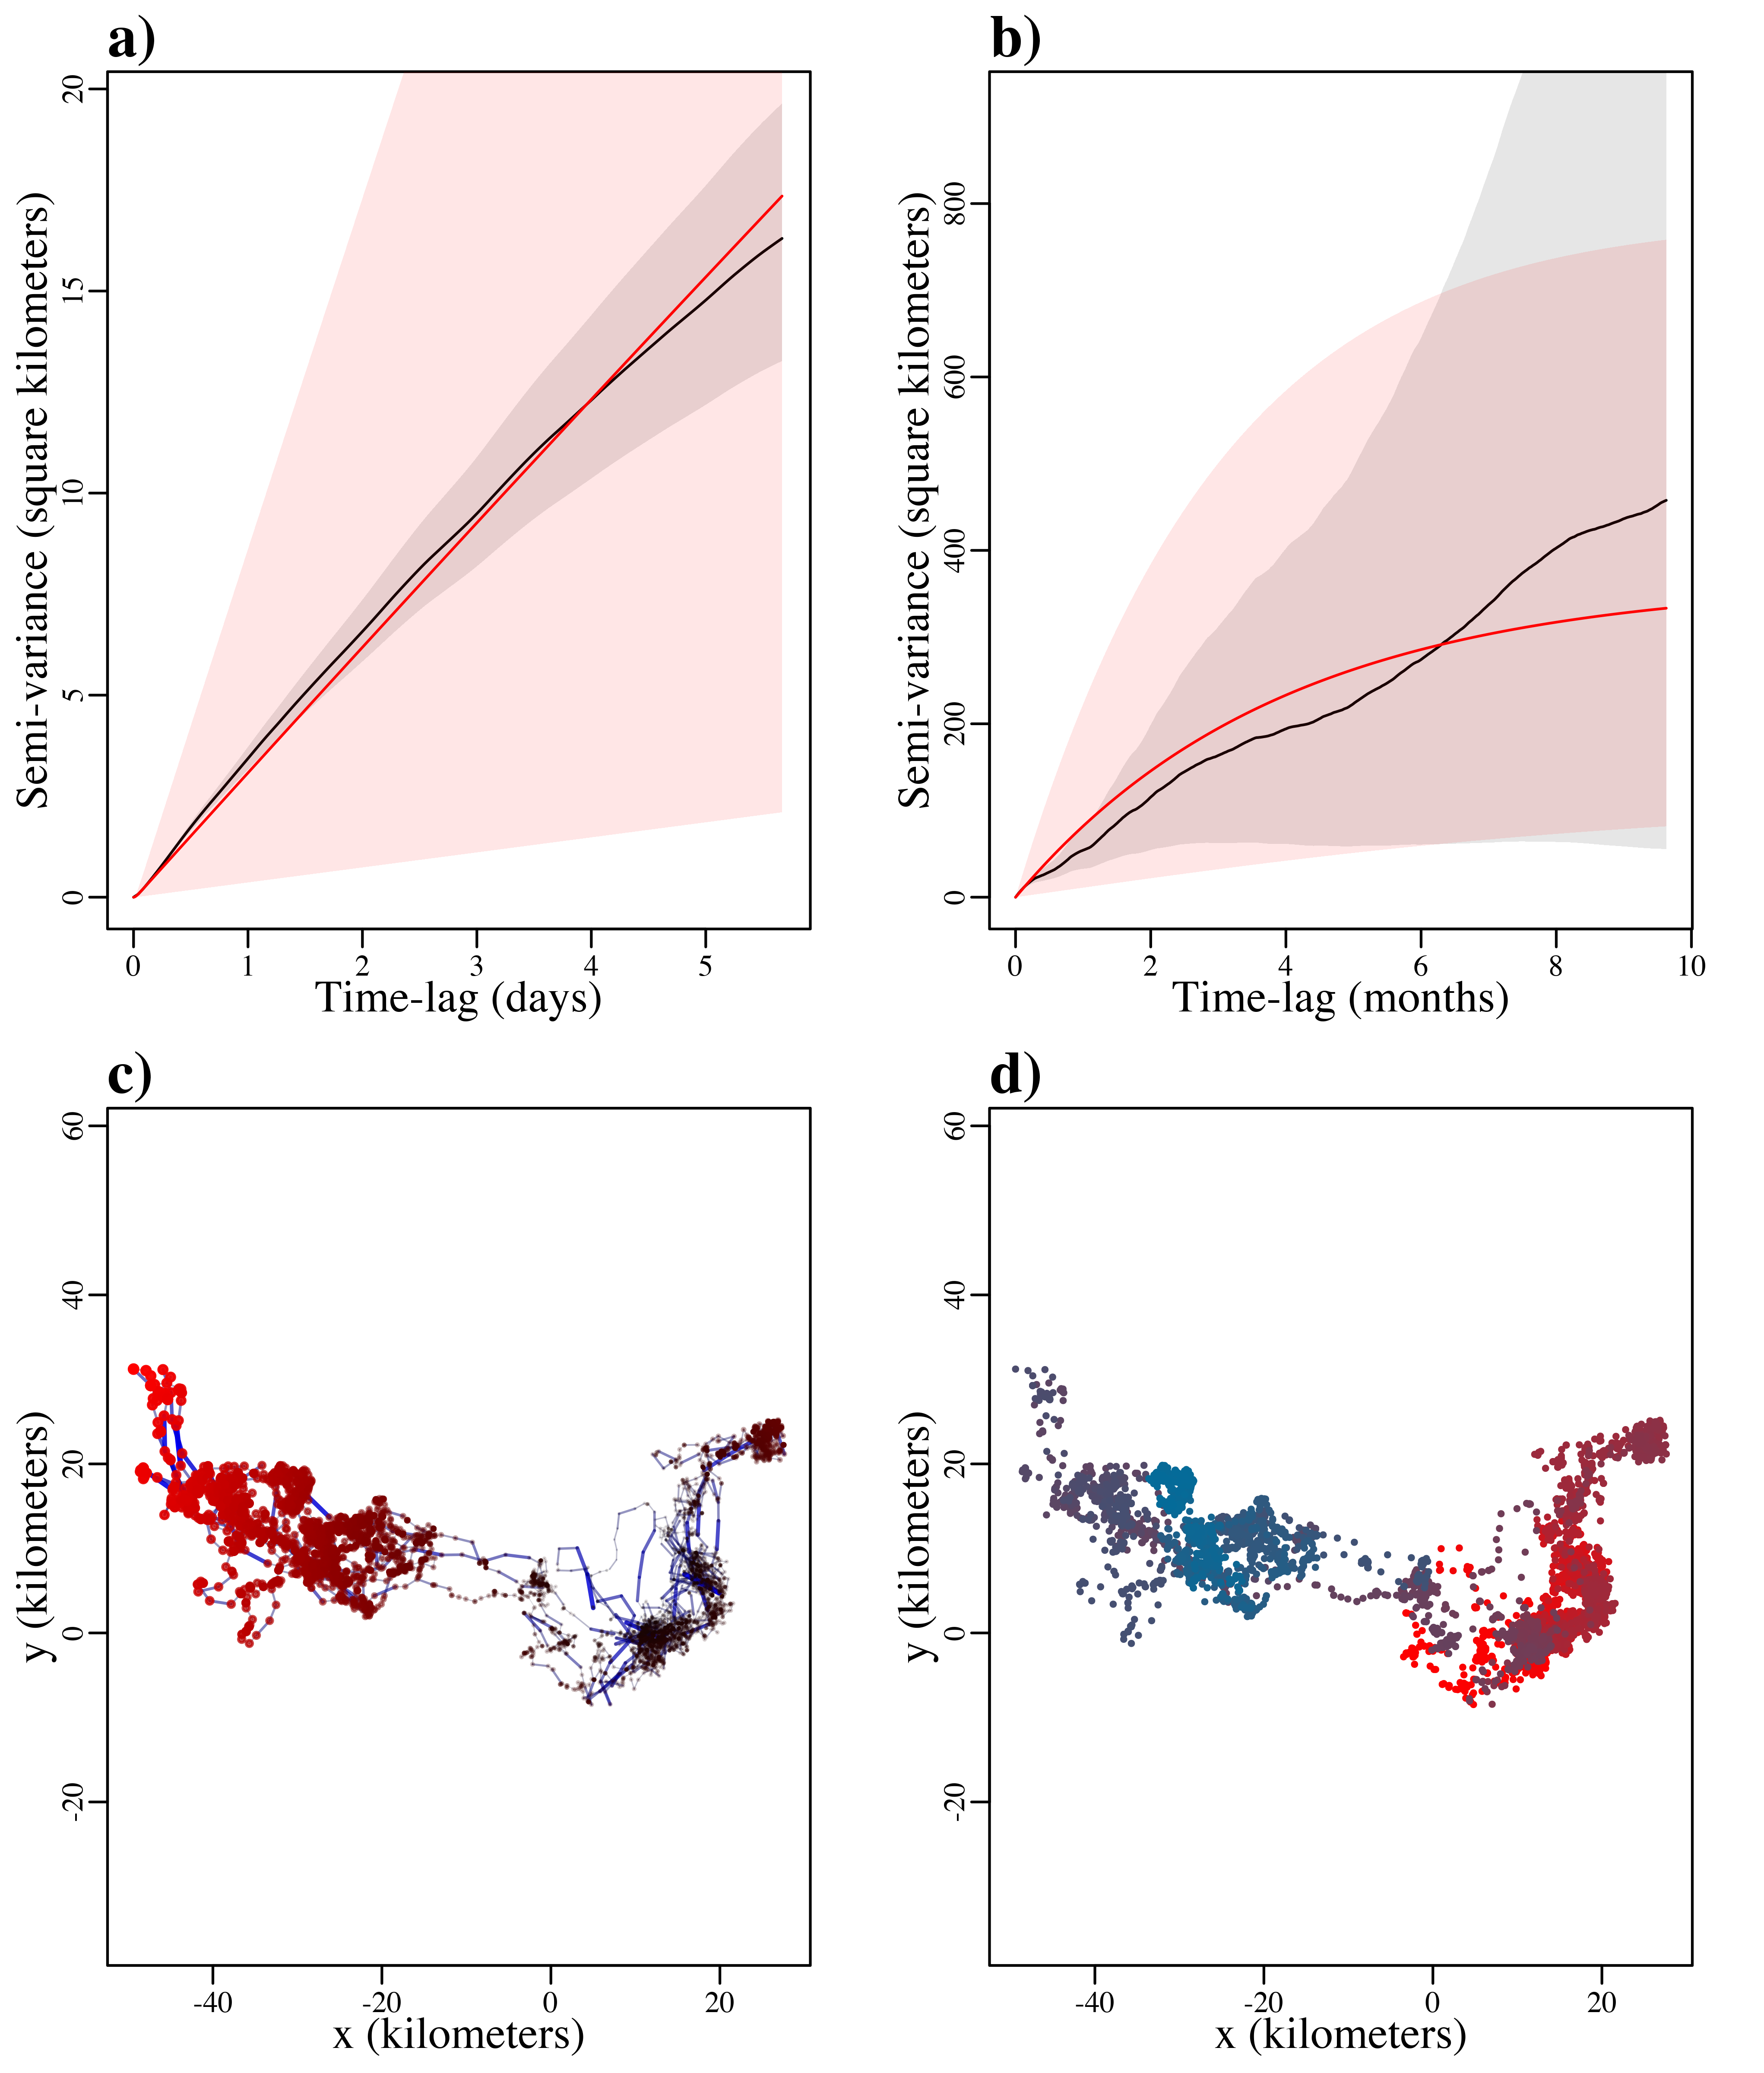 a)
20
15
10
5
0
Semi-variance (square kilometers)
0 1 2 3 4 5
Time-lag (days)
b)
800
600
400
200
0
Semi-variance (square kilometers)
0 2 4 6 8 10
Time-lag (months)
c)
60
40
20
0
-20
y (kilometers)
-40 -20 0 20
x (kilometers)
d)
60
40
20
0
-20
y (kilometers)
-40 -20 0 20
x (kilometers)